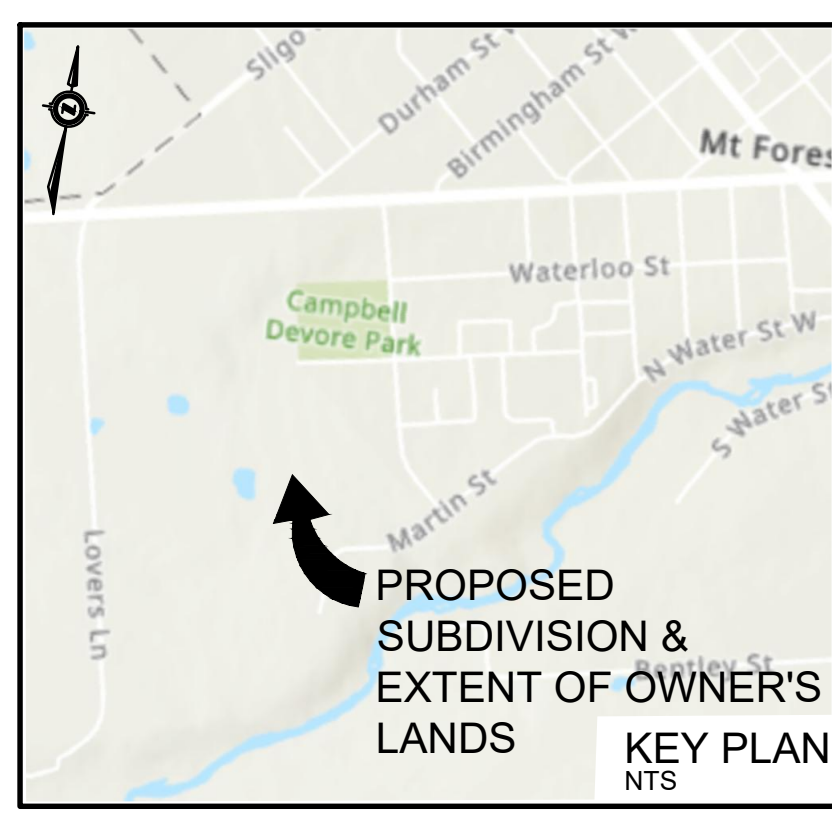 Sligo
Durham St
Birmingham St W
Mt Fores
Waterloo St
Campbell
Devore Park
N Water St W
S Water St
Martin St
Lovers Ln
PROPOSED
SUBDIVISION &
Bentley St
EXTENT OF OWNER'S
LANDS
KEY PLAN
NTS
N